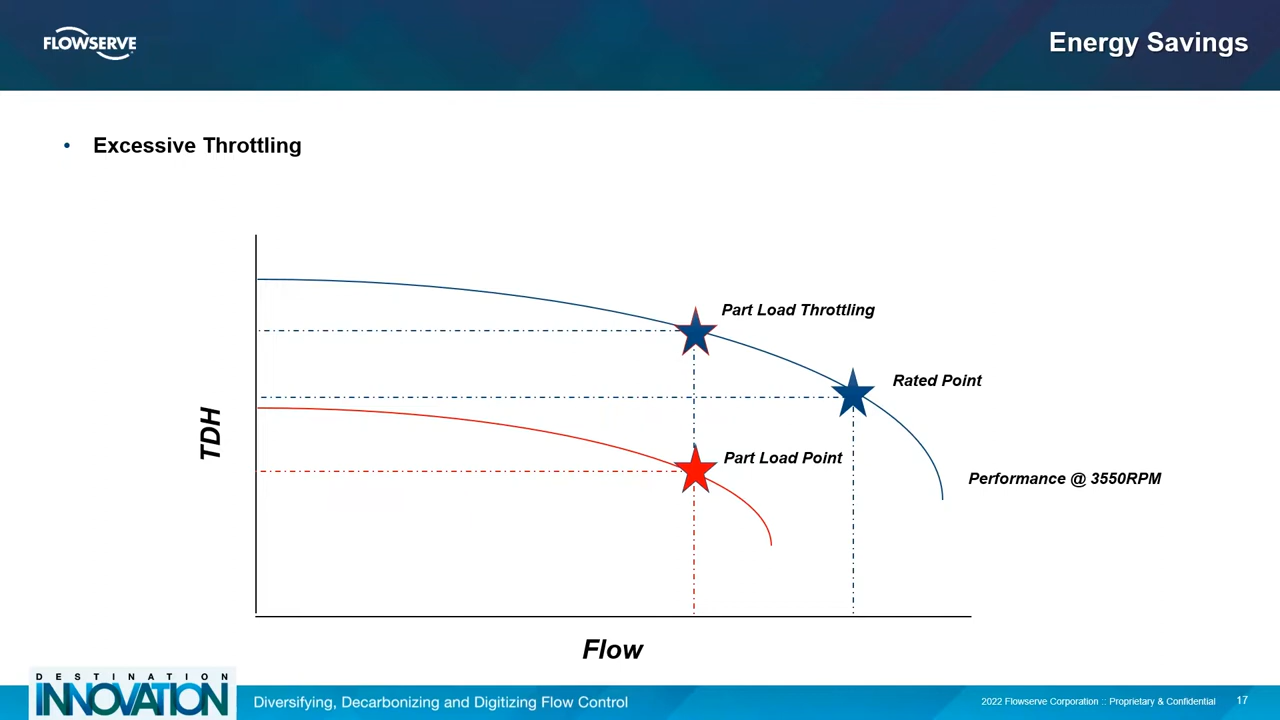 FLOWSERVE
Energy Savings
• Excessive Throttling
Part Load Throttling
Rated Point
TDH
Part Load Point
Performance @ 3550RPM
Flow
DESTINATION
INNOVATION
Diversifying, Decarbonizing and Digitizing Flow Control
2022 Flowserve Corporation :: Proprietary & Confidential 17